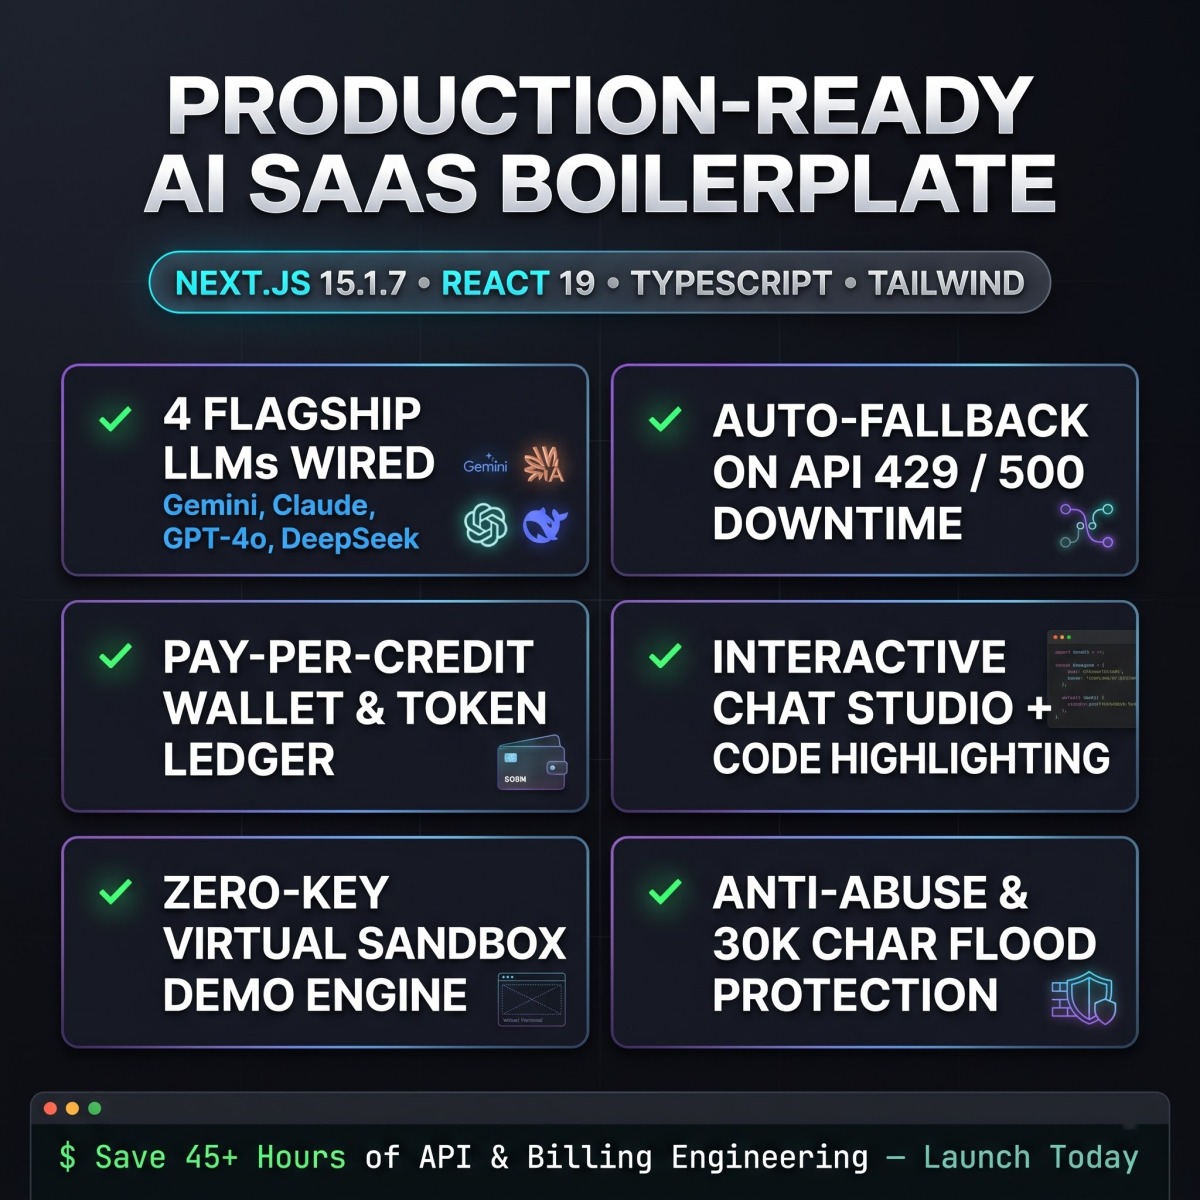 PRODUCTION-READY
AI SAAS BOILERPLATE
NEXT.JS 15.1.7 • REACT 19 • TYPESCRIPT • TAILWIND
4 FLAGSHIP
LLMs WIRED
Gemini, Claude,
GPT-4o, DeepSeek
Gemini
AUTO-FALLBACK
ON API 429 / 500
DOWNTIME
PAY-PER-CREDIT
WALLET & TOKEN
LEDGER
SOBM
INTERACTIVE
CHAT STUDIO +
CODE HIGHLIGHTING
ZERO-KEY
VIRTUAL SANDBOX
DEMO ENGINE
ANTI-ABUSE &
30K CHAR FLOOD
PROTECTION
$ Save 45+ Hours of API & Billing Engineering — Launch Today